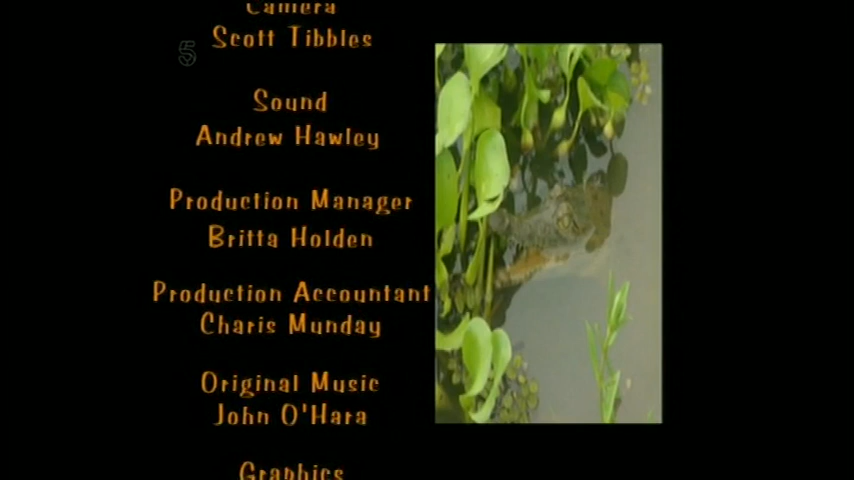 Camera
Scott Tibbles
5
Sound
Andrew Hawley
Production Manager
Britta Holden
Production Accountant
Charis Munday
Original Music
John O'Hara
Graphics